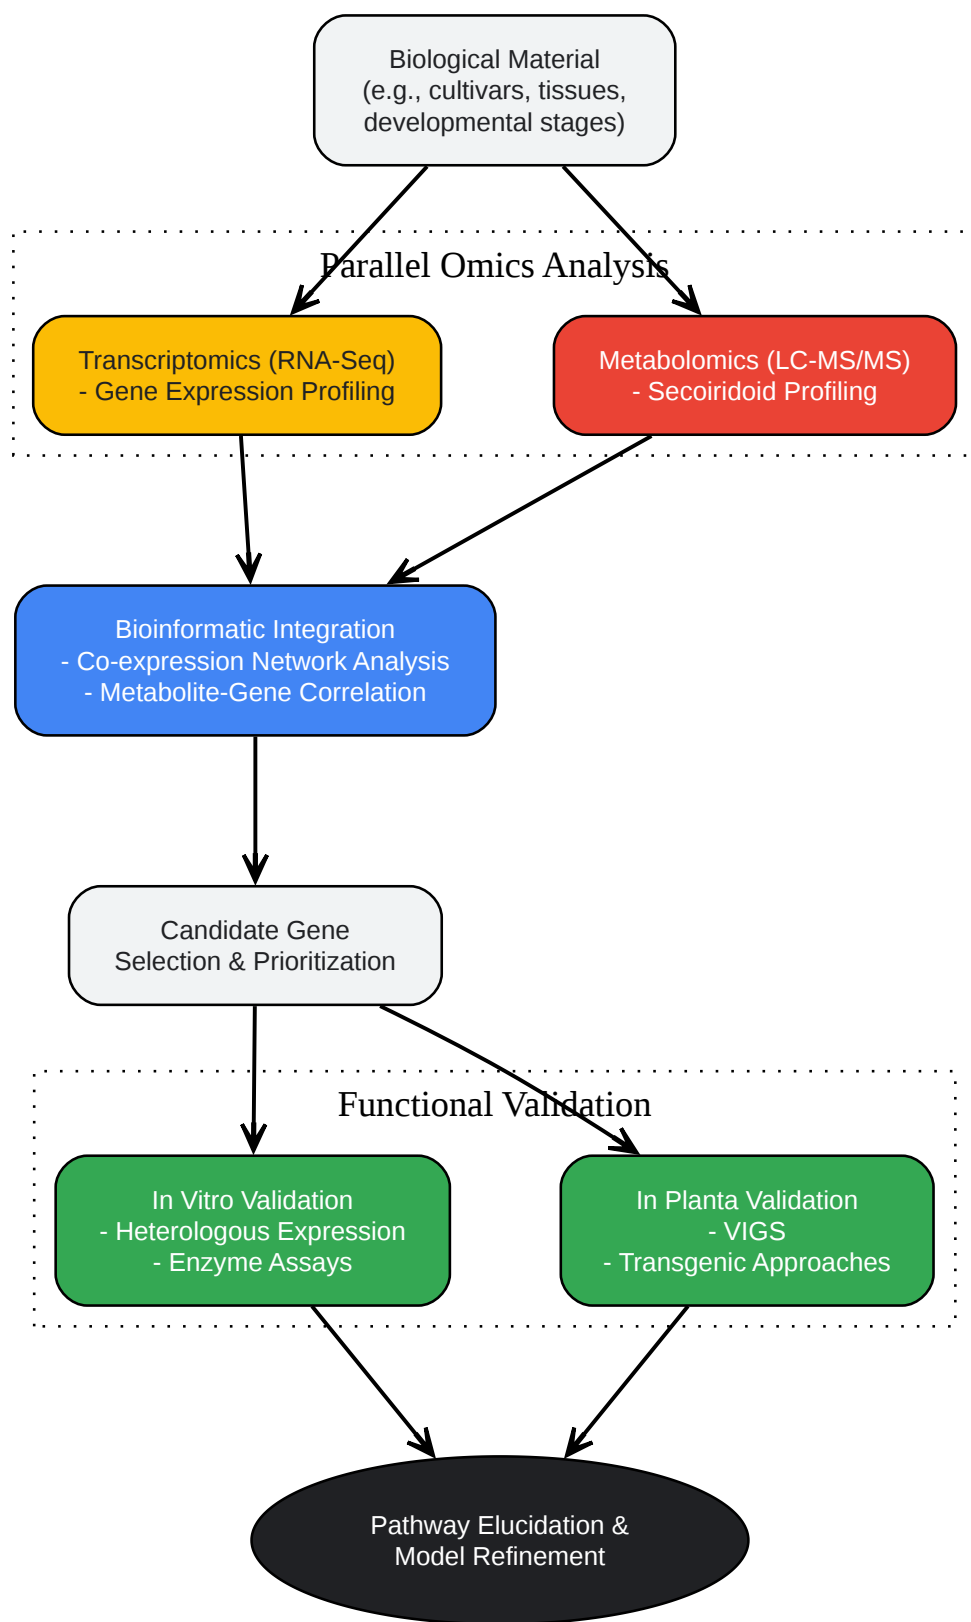 Biological Material
(e.g., cultivars, tissues,
developmental stages)
Parallel Omics Analysis
Transcriptomics (RNA-Seq)
- Gene Expression Profiling
Metabolomics (LC-MS/MS)
- Secoiridoid Profiling
Bioinformatic Integration
- Co-expression Network Analysis
- Metabolite-Gene Correlation
Candidate Gene
Selection & Prioritization
Functional Validation
In Vitro Validation
- Heterologous Expression
- Enzyme Assays
In Planta Validation
- VIGS
- Transgenic Approaches
Pathway Elucidation &
Model Refinement